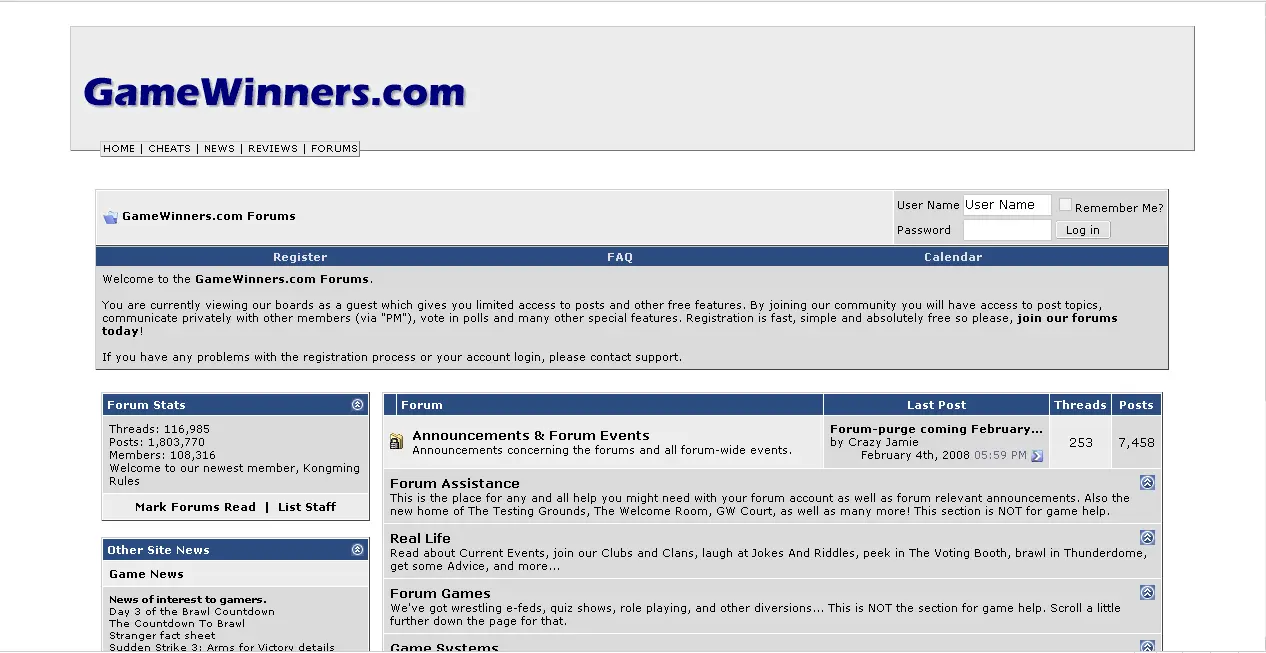 GameWinners.com
HOME | CHEATS | NEWS | REVIEWS | FORUMS
GameWinners.com Forums
User Name User Name Remember Me?
Password Log in
Register FAQ Calendar
Welcome to the GameWinners.com Forums.
You are currently viewing our boards as a guest which gives you limited access to posts and other free features. By joining our community you will have access to post topics,
communicate privately with other members (via "PM"), vote in polls and many other special features. Registration is fast, simple and absolutely free so please, join our forums
today!
If you have any problems with the registration process or your account login, please contact support.
Forum Stats
Threads: 116,985
Posts: 1,803,770
Members: 108,316
Welcome to our newest member, Kongming
Rules
Mark Forums Read | List Staff
Other Site News
Game News
News of interest to gamers.
Day 3 of the Brawl Countdown
The Countdown To Brawl
Stranger fact sheet
Sudden Strike 3: Arms for Victory details
Forum Last Post Threads Posts
Announcements & Forum Events
Announcements concerning the forums and all forum-wide events.
Forum-purge coming February...
by Crazy Jamie
February 4th, 2008 05:59 PM
253
7,458
Forum Assistance
This is the place for any and all help you might need with your forum account as well as forum relevant announcements. Also the
new home of The Testing Grounds, The Welcome Room, GW Court, as well as many more! This section is NOT for game help.
Real Life
Read about Current Events, join our Clubs and Clans, laugh at Jokes And Riddles, peek in The Voting Booth, brawl in Thunderdome,
get some Advice, and more...
Forum Games
We've got wrestling e-feds, quiz shows, role playing, and other diversions... This is NOT the section for game help. Scroll a little
further down the page for that.
Game Systems